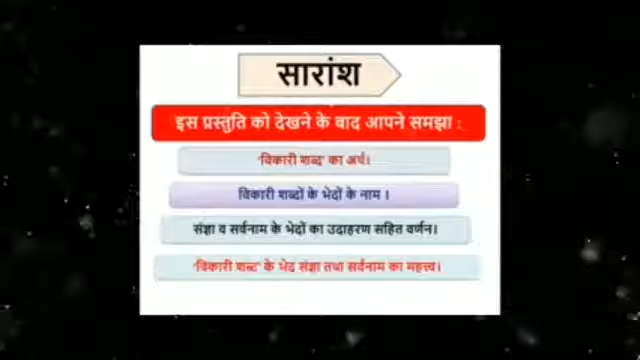 सारांश
इस प्रस्तुति को देखने के बाद आपने समझा :
'विकारी शब्द' का अर्थ।
विकारी शब्दों के भेदों के नाम ।
संज्ञा व सर्वनाम के भेदों का उदाहरण सहित वर्णन।
'विकारी शब्द' के भेद संज्ञा तथा सर्वनाम का महत्त्व।